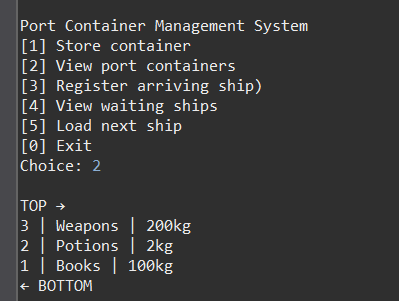 Port Container Management System
[1] Store container
[2] View port containers
[3] Register arriving ship)
[4] View waiting ships
[5] Load next ship
[0] Exit
Choice: 2
TOP →
3 | Weapons | 200kg
2 | Potions | 2kg
1 | Books | 100kg
← BOTTOM